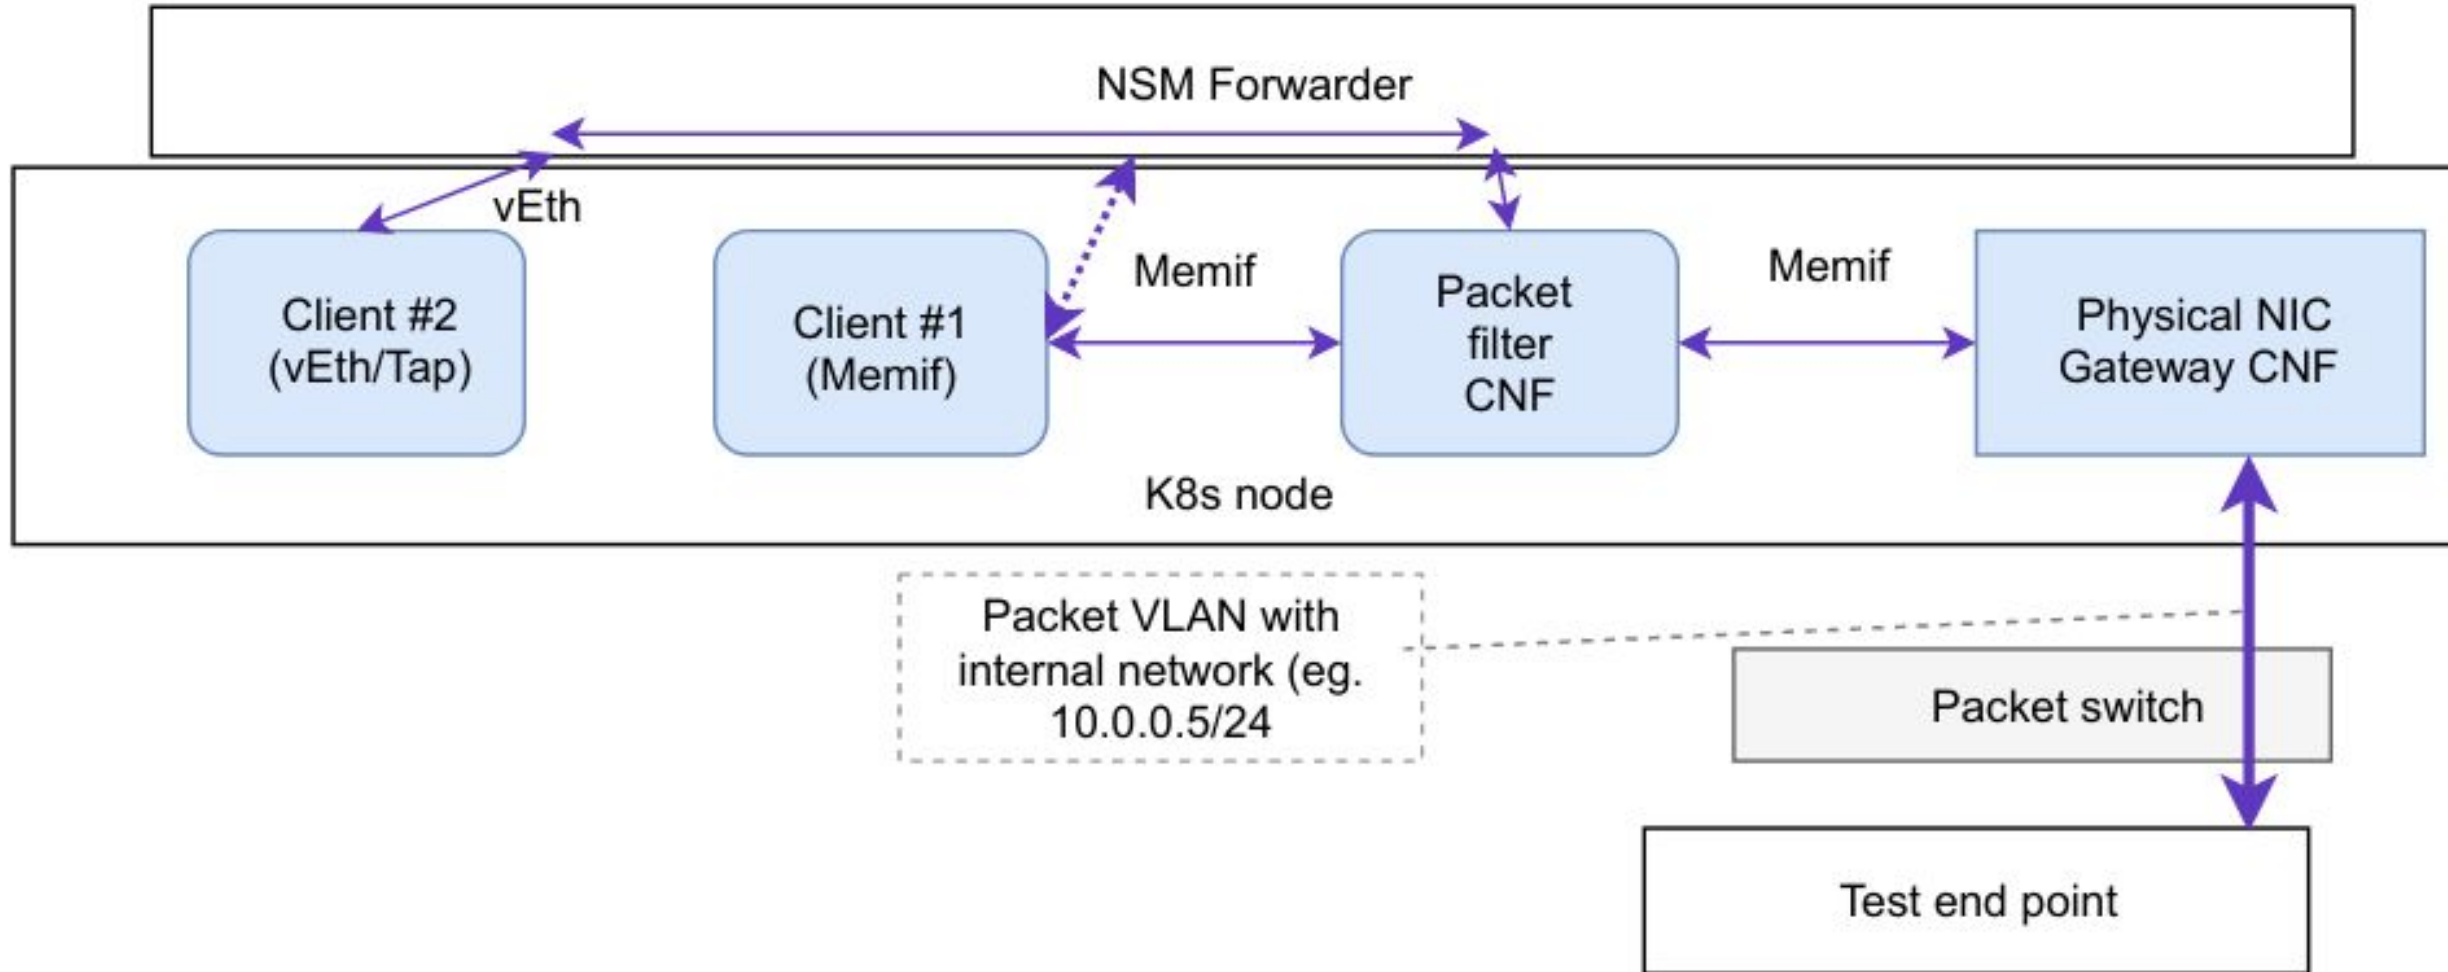 NSM Forwarder
vEth
Client #2
(vEth/Tap)
Client #1
(Memif)
Memif
Packet
filter
CNF
Memif
Physical NIC
Gateway CNF
K8s node
Packet VLAN with
internal network (eg.
10.0.0.5/24
Packet switch
Test end point